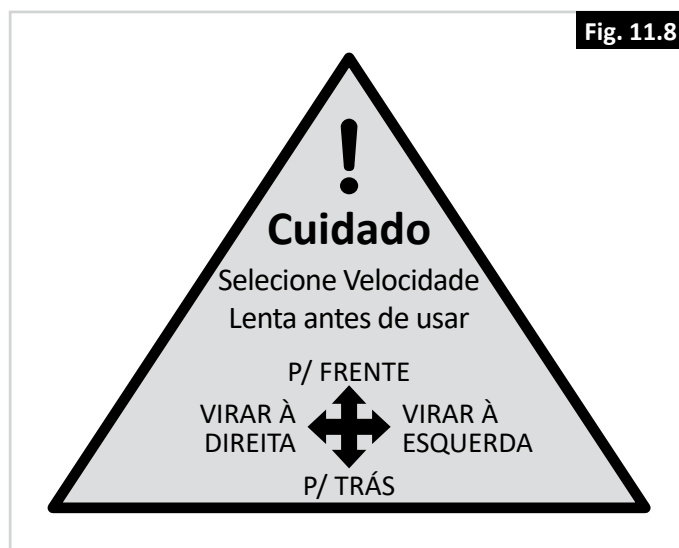 Fig. 11.8
!
Cuidado
Selecione Velocidade
Lenta antes de usar
P/ FRENTE
VIRAR À
DIREITA
VIRAR À
ESQUERDA
P/ TRÁS